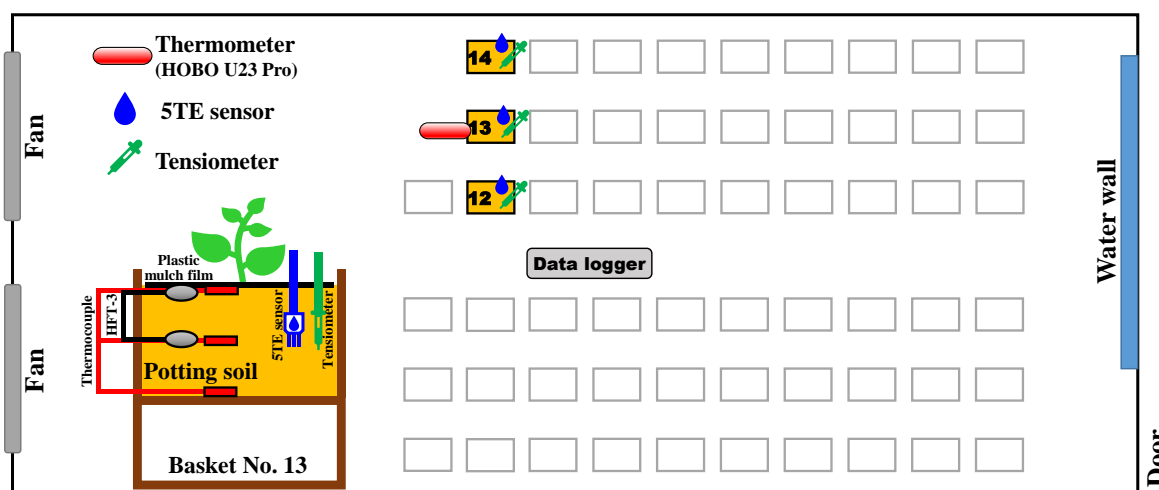 Thermometer
(HOBO U23 Pro)
5TE sensor
Tensiometer
Fan
Fan
14
13
12
Data logger
Water wall
Door
Plastic
mulch film
Thermocouple
HFT-3
5TE sensor
Tensiometer
Potting soil
Basket No. 13